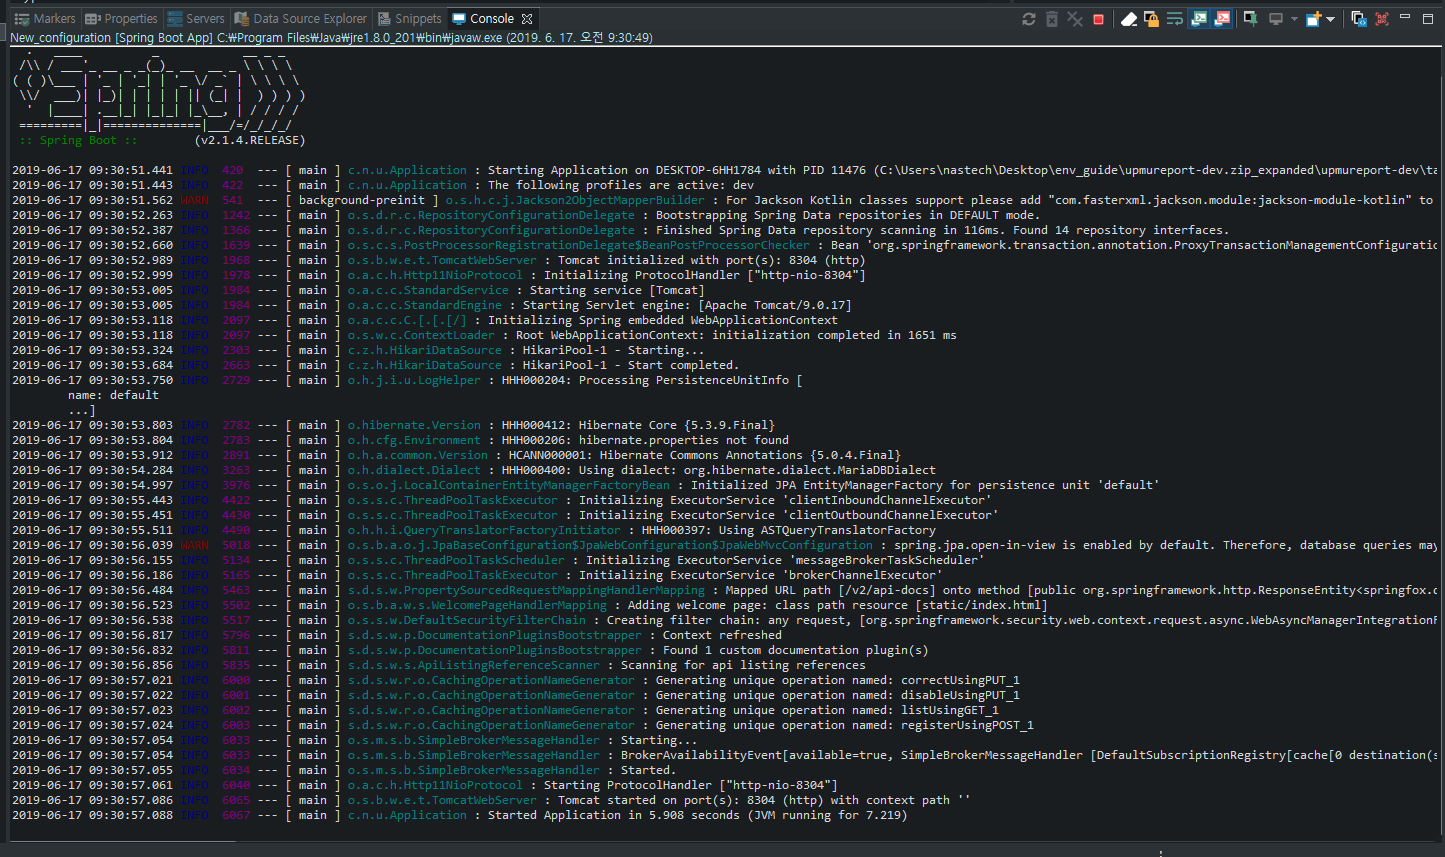 Markers Properties Servers Data Source Explorer Snippets Console
New_configuration [Spring Boot App] C:₩Program Files₩Java₩jre1.8.0_201₩bin₩javaw.exe (2019. 6. 17. 오전 9:30:49)
:: Spring Boot :: (v2.1.4.RELEASE)
2019-06-17 09:30:51.441 INFO 420 --- [ main ] c.n.u.Application : Starting Application on DESKTOP-6HH1784 with PID 11476 (C:\Users\nastech\Desktop\env_guide\upmureport-dev.zip_expanded\upmureport-dev\ta
2019-06-17 09:30:51.443 INFO 422 --- [ main ] c.n.u.Application : The following profiles are active: dev
2019-06-17 09:30:51.562 WARN 541 --- [ background-preinit ] o.s.h.c.j.Jackson2ObjectMapperBuilder : For Jackson Kotlin classes support please add "com.fasterxml.jackson.module:jackson-module-kotlin" to
2019-06-17 09:30:52.263 INFO 1242 --- [ main ] o.s.d.r.c.RepositoryConfigurationDelegate : Bootstrapping Spring Data repositories in DEFAULT mode.
2019-06-17 09:30:52.387 INFO 1366 --- [ main ] o.s.d.r.c.RepositoryConfigurationDelegate : Finished Spring Data repository scanning in 116ms. Found 14 repository interfaces.
2019-06-17 09:30:52.660 INFO 1639 --- [ main ] o.s.c.s.PostProcessorRegistrationDelegate$BeanPostProcessorChecker : Bean 'org.springframework.transaction.annotation.ProxyTransactionManagementConfiguratio
2019-06-17 09:30:52.989 INFO 1968 --- [ main ] o.s.b.w.e.t.TomcatWebServer : Tomcat initialized with port(s): 8304 (http)
2019-06-17 09:30:52.999 INFO 1978 --- [ main ] o.a.c.h.Http11NioProtocol : Initializing ProtocolHandler ["http-nio-8304"]
2019-06-17 09:30:53.005 INFO 1984 --- [ main ] o.a.c.c.StandardService : Starting service [Tomcat]
2019-06-17 09:30:53.005 INFO 1984 --- [ main ] o.a.c.c.StandardEngine : Starting Servlet engine: [Apache Tomcat/9.0.17]
2019-06-17 09:30:53.118 INFO 2097 --- [ main ] o.a.c.c.C.[.[.[/] : Initializing Spring embedded WebApplicationContext
2019-06-17 09:30:53.118 INFO 2097 --- [ main ] o.s.w.c.ContextLoader : Root WebApplicationContext: initialization completed in 1651 ms
2019-06-17 09:30:53.324 INFO 2303 --- [ main ] c.z.h.HikariDataSource : HikariPool-1 - Starting...
2019-06-17 09:30:53.684 INFO 2663 --- [ main ] c.z.h.HikariDataSource : HikariPool-1 - Start completed.
2019-06-17 09:30:53.750 INFO 2729 --- [ main ] o.h.j.i.u.LogHelper : HHH000204: Processing PersistenceUnitInfo [
name: default
...]
2019-06-17 09:30:53.803 INFO 2782 --- [ main ] o.hibernate.Version : HHH000412: Hibernate Core {5.3.9.Final}
2019-06-17 09:30:53.804 INFO 2783 --- [ main ] o.h.cfg.Environment : HHH000206: hibernate.properties not found
2019-06-17 09:30:53.912 INFO 2891 --- [ main ] o.h.a.common.Version : HCANN000001: Hibernate Commons Annotations {5.0.4.Final}
2019-06-17 09:30:54.284 INFO 3263 --- [ main ] o.h.dialect.Dialect : HHH000400: Using dialect: org.hibernate.dialect.MariaDBDialect
2019-06-17 09:30:54.997 INFO 3976 --- [ main ] o.s.o.j.LocalContainerEntityManagerFactoryBean : Initialized JPA EntityManagerFactory for persistence unit 'default'
2019-06-17 09:30:55.443 INFO 4422 --- [ main ] o.s.s.c.ThreadPoolTaskExecutor : Initializing ExecutorService 'clientInboundChannelExecutor'
2019-06-17 09:30:55.451 INFO 4430 --- [ main ] o.s.s.c.ThreadPoolTaskExecutor : Initializing ExecutorService 'clientOutboundChannelExecutor'
2019-06-17 09:30:55.511 INFO 4490 --- [ main ] o.h.h.i.QueryTranslatorFactoryInitiator : HHH000397: Using ASTQueryTranslatorFactory
2019-06-17 09:30:56.039 WARN 5018 --- [ main ] o.s.b.a.o.j.JpaBaseConfiguration$JpaWebConfiguration$JpaWebMvcConfiguration : spring.jpa.open-in-view is enabled by default. Therefore, database queries may
2019-06-17 09:30:56.155 INFO 5134 --- [ main ] o.s.s.c.ThreadPoolTaskScheduler : Initializing ExecutorService 'messageBrokerTaskScheduler'
2019-06-17 09:30:56.186 INFO 5165 --- [ main ] o.s.s.c.ThreadPoolTaskExecutor : Initializing ExecutorService 'brokerChannelExecutor'
2019-06-17 09:30:56.484 INFO 5463 --- [ main ] s.d.s.w.PropertySourcedRequestMappingHandlerMapping : Mapped URL path [/v2/api-docs] onto method [public org.springframework.http.ResponseEntity<springfox.d
2019-06-17 09:30:56.523 INFO 5502 --- [ main ] o.s.b.a.w.s.WelcomePageHandlerMapping : Adding welcome page: class path resource [static/index.html]
2019-06-17 09:30:56.538 INFO 5517 --- [ main ] o.s.s.w.DefaultSecurityFilterChain : Creating filter chain: any request, [org.springframework.security.web.context.request.async.WebAsyncManagerIntegrationF
2019-06-17 09:30:56.817 INFO 5796 --- [ main ] s.d.s.w.p.DocumentationPluginsBootstrapper : Context refreshed
2019-06-17 09:30:56.832 INFO 5811 --- [ main ] s.d.s.w.p.DocumentationPluginsBootstrapper : Found 1 custom documentation plugin(s)
2019-06-17 09:30:56.856 INFO 5835 --- [ main ] s.d.s.w.s.ApiListingReferenceScanner : Scanning for api listing references
2019-06-17 09:30:57.021 INFO 6000 --- [ main ] s.d.s.w.r.o.CachingOperationNameGenerator : Generating unique operation named: correctUsingPUT_1
2019-06-17 09:30:57.022 INFO 6001 --- [ main ] s.d.s.w.r.o.CachingOperationNameGenerator : Generating unique operation named: disableUsingPUT_1
2019-06-17 09:30:57.023 INFO 6002 --- [ main ] s.d.s.w.r.o.CachingOperationNameGenerator : Generating unique operation named: listUsingGET_1
2019-06-17 09:30:57.024 INFO 6003 --- [ main ] s.d.s.w.r.o.CachingOperationNameGenerator : Generating unique operation named: registerUsingPOST_1
2019-06-17 09:30:57.054 INFO 6033 --- [ main ] o.s.m.s.b.SimpleBrokerMessageHandler : Starting...
2019-06-17 09:30:57.054 INFO 6033 --- [ main ] o.s.m.s.b.SimpleBrokerMessageHandler : BrokerAvailabilityEvent[available=true, SimpleBrokerMessageHandler [DefaultSubscriptionRegistry[cache[0 destination(s
2019-06-17 09:30:57.055 INFO 6034 --- [ main ] o.s.m.s.b.SimpleBrokerMessageHandler : Started.
2019-06-17 09:30:57.061 INFO 6040 --- [ main ] o.a.c.h.Http11NioProtocol : Starting ProtocolHandler ["http-nio-8304"]
2019-06-17 09:30:57.086 INFO 6065 --- [ main ] o.s.b.w.e.t.TomcatWebServer : Tomcat started on port(s): 8304 (http) with context path ''
2019-06-17 09:30:57.088 INFO 6067 --- [ main ] c.n.u.Application : Started Application in 5.908 seconds (JVM running for 7.219)